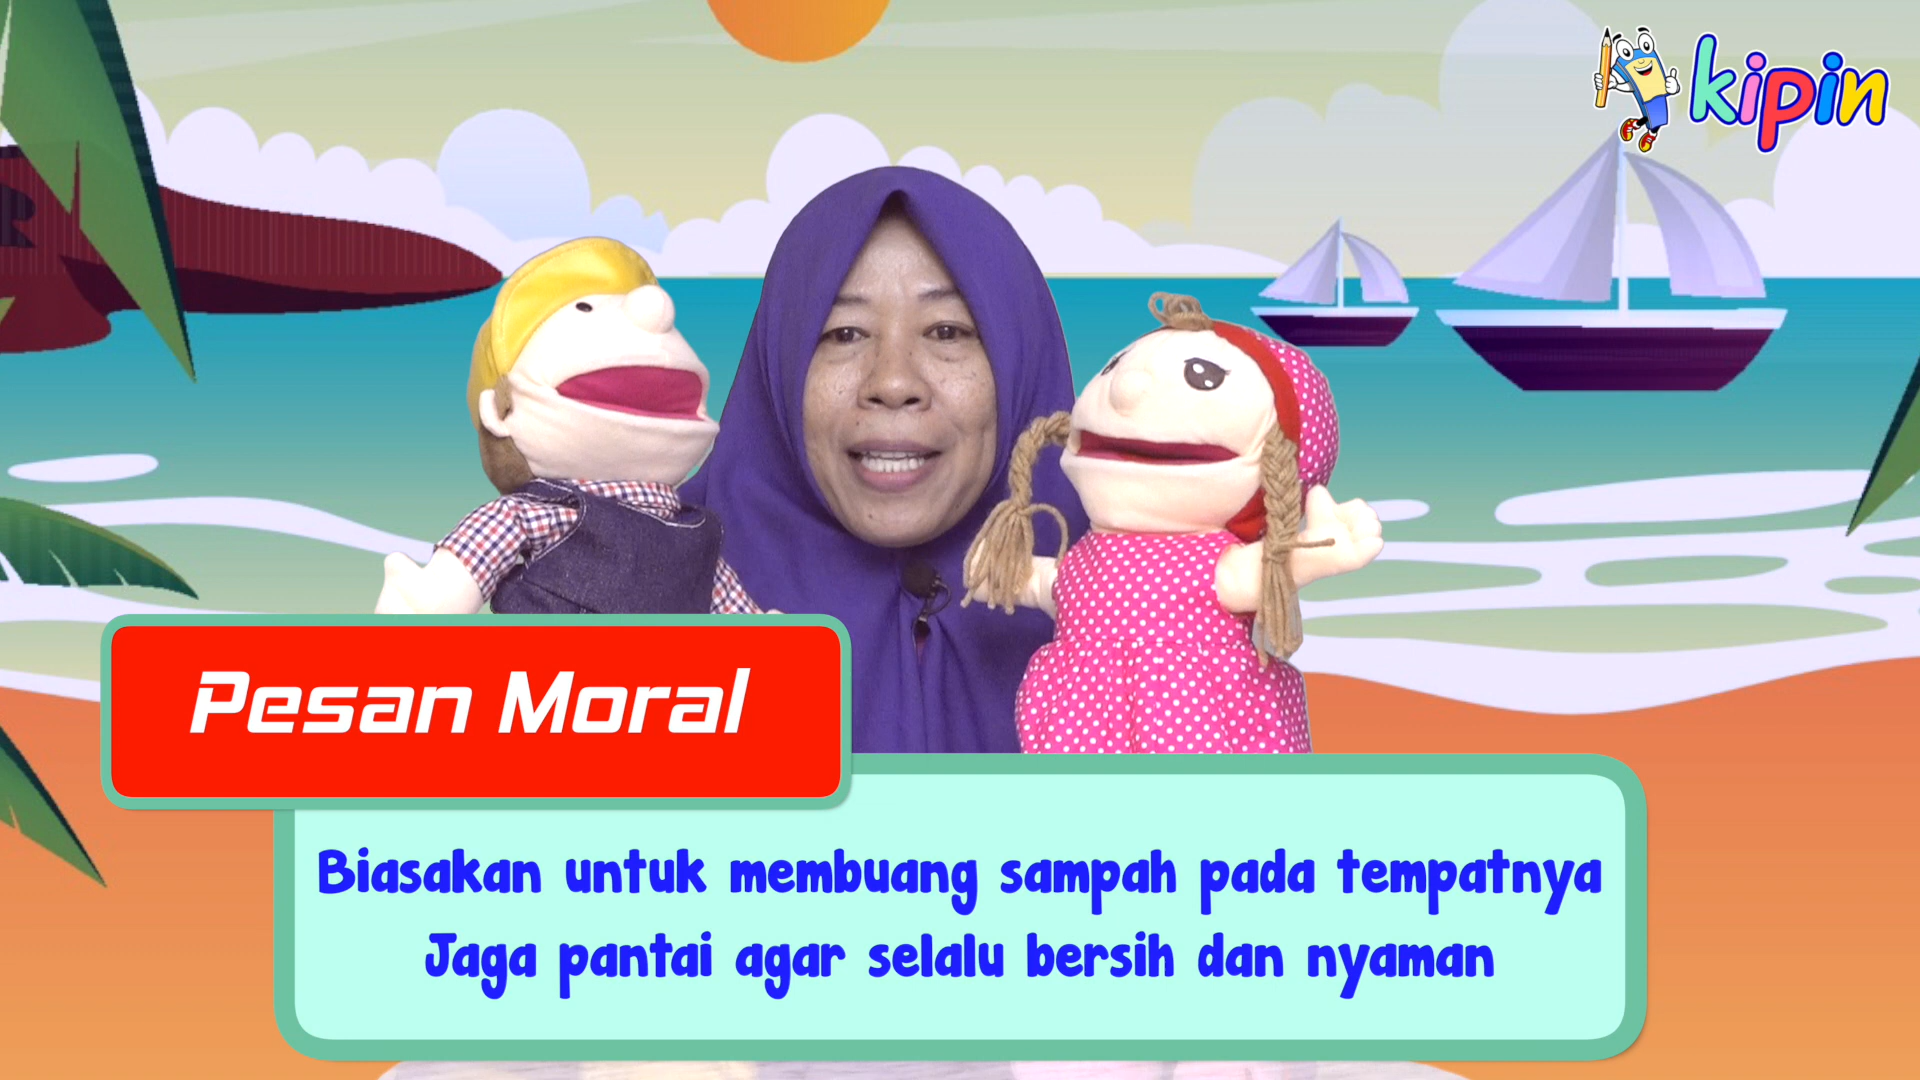 kipin
R
Pesan Moral
Biasakan untuk membuang sampah pada tempatnya
Jaga pantai agar selalu bersih dan nyaman